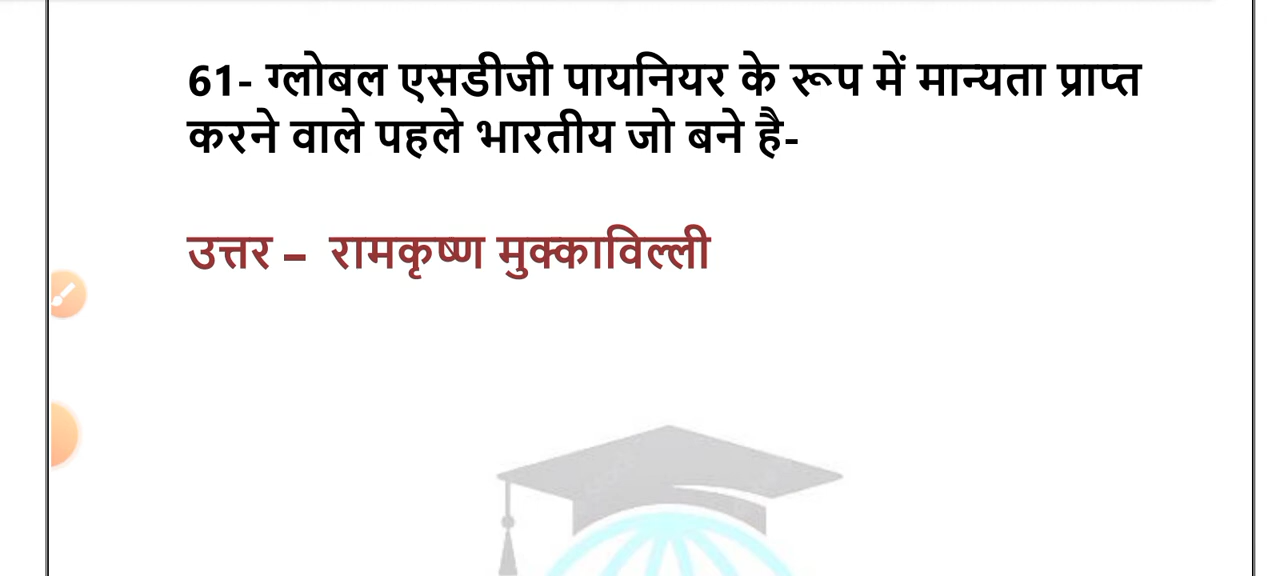 61- ग्लोबल एसडीजी पायनियर के रूप में मान्यता प्राप्त
करने वाले पहले भारतीय जो बने है-
उत्तर – रामकृष्ण मुक्काविल्ली